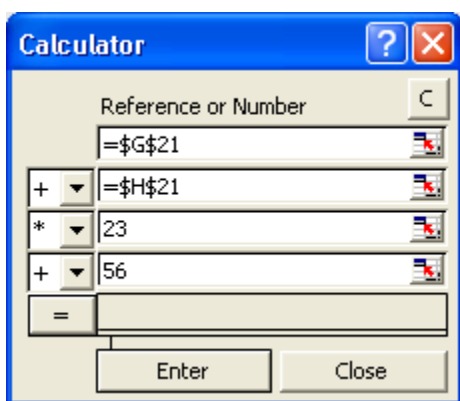 Calculator
Reference or Number C
=$G$21
+ =$H$21
* 23
+ 56
=
Enter Close